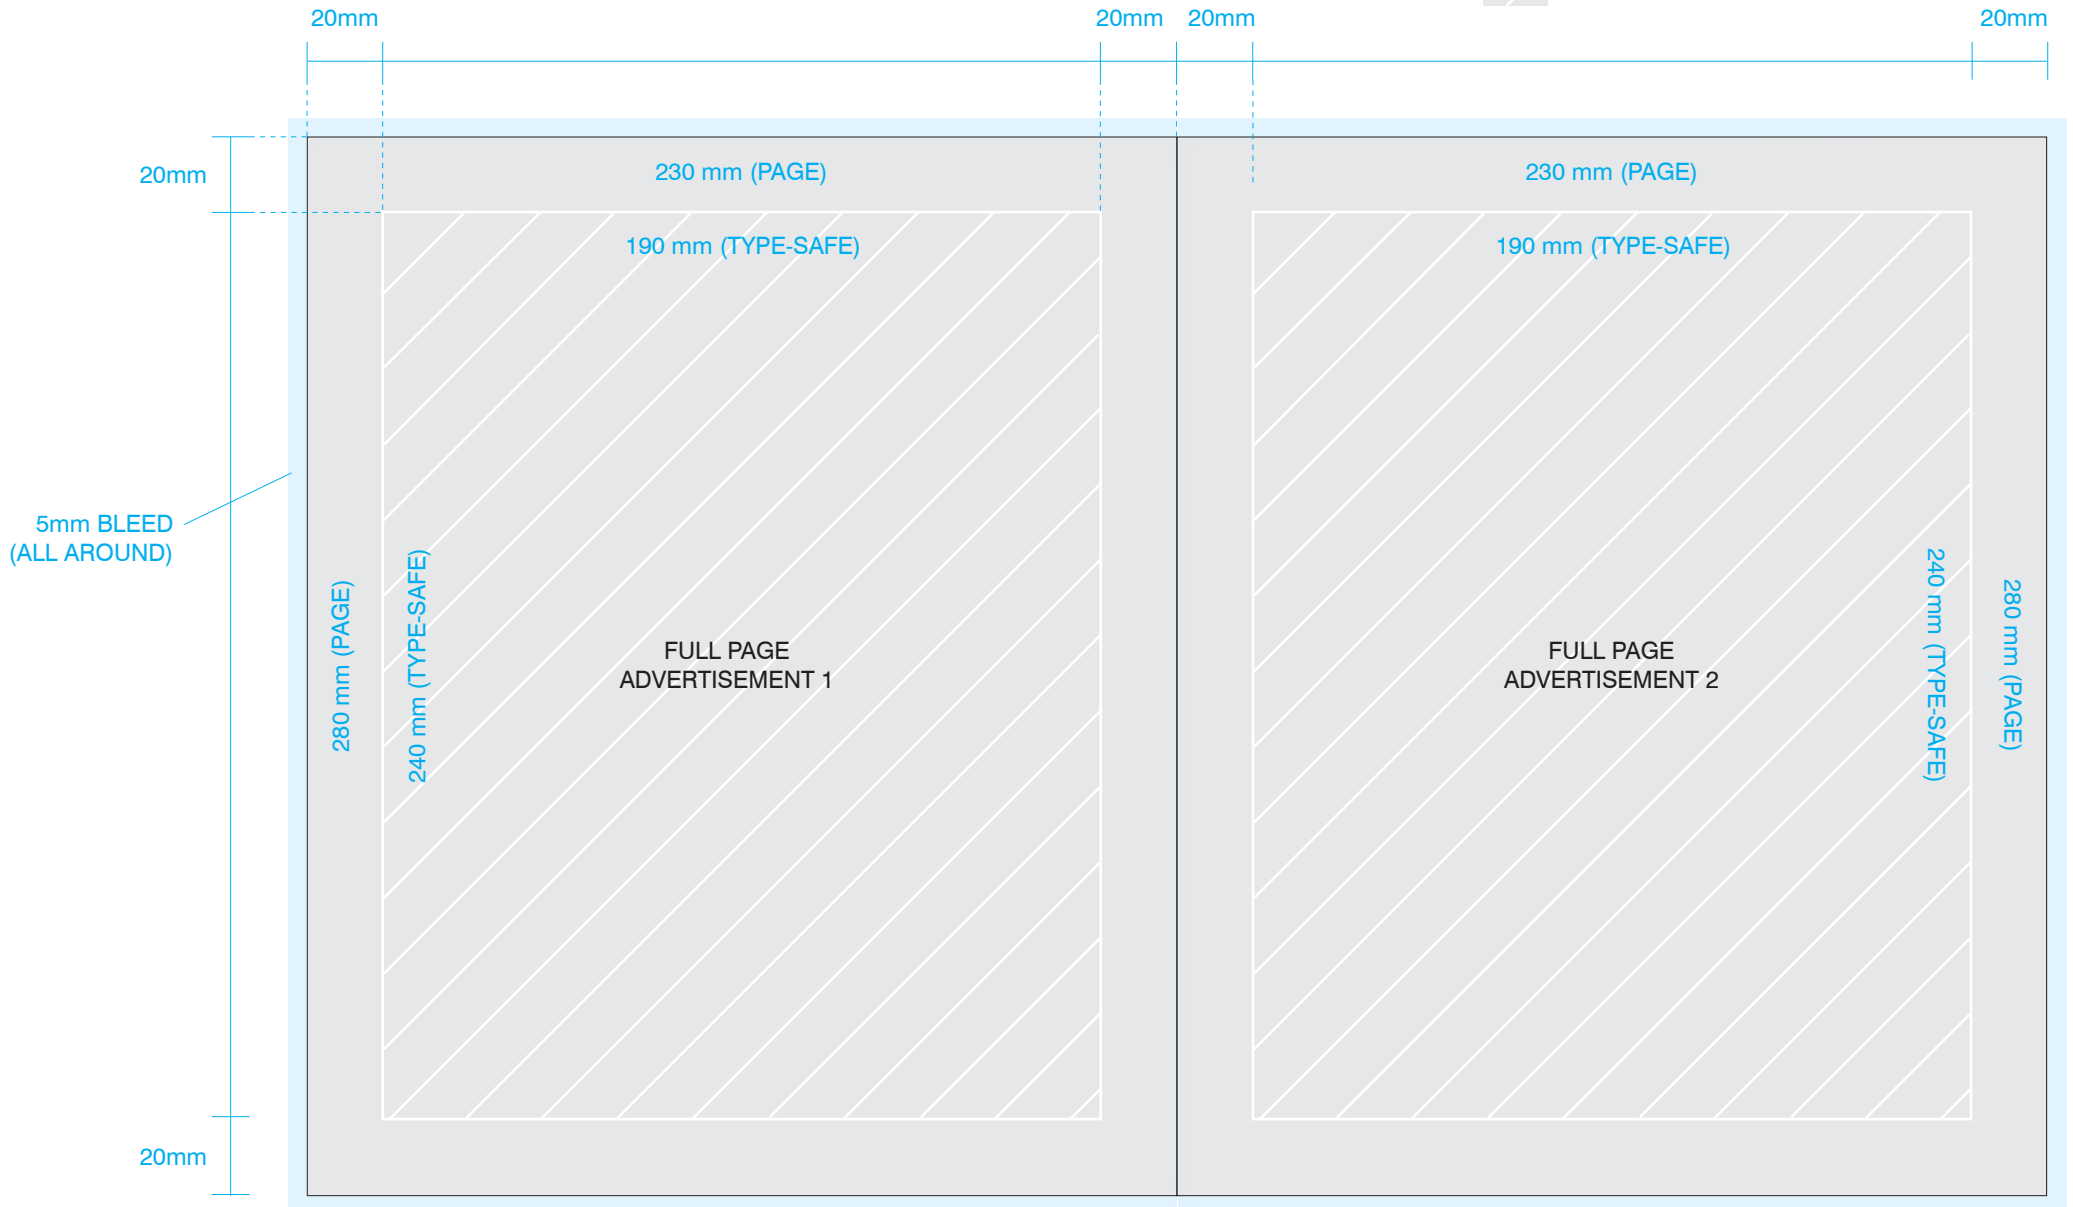 20mm
20mm
20mm
20mm
20mm
230 mm (PAGE)
230 mm (PAGE)
190 mm (TYPE-SAFE)
190 mm (TYPE-SAFE)
5mm BLEED
(ALL AROUND)
280 mm (PAGE)
240 mm (TYPE-SAFE)
FULL PAGE
ADVERTISEMENT 1
FULL PAGE
ADVERTISEMENT 2
240 mm (TYPE-SAFE)
280 mm (PAGE)
20mm